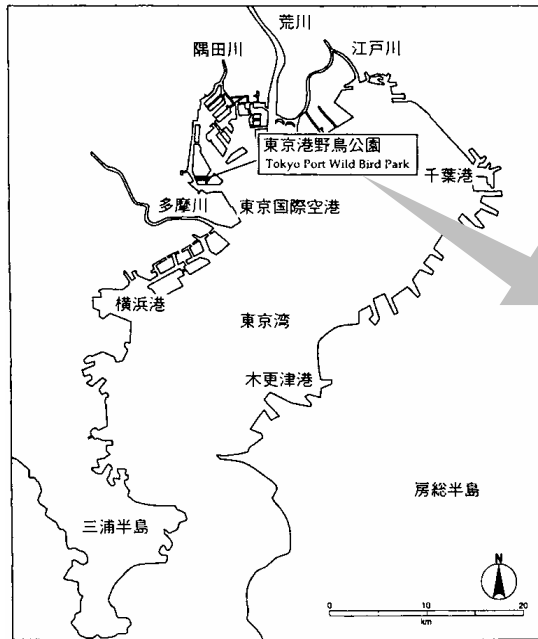 荒川
隅田川
江戸川
東京港野鳥公園
Tokyo Port Wild Bird Park
千葉港
多摩川
東京国際空港
横浜港
東京湾
木更津港
房総半島
三浦半島
N
0 10 20
km